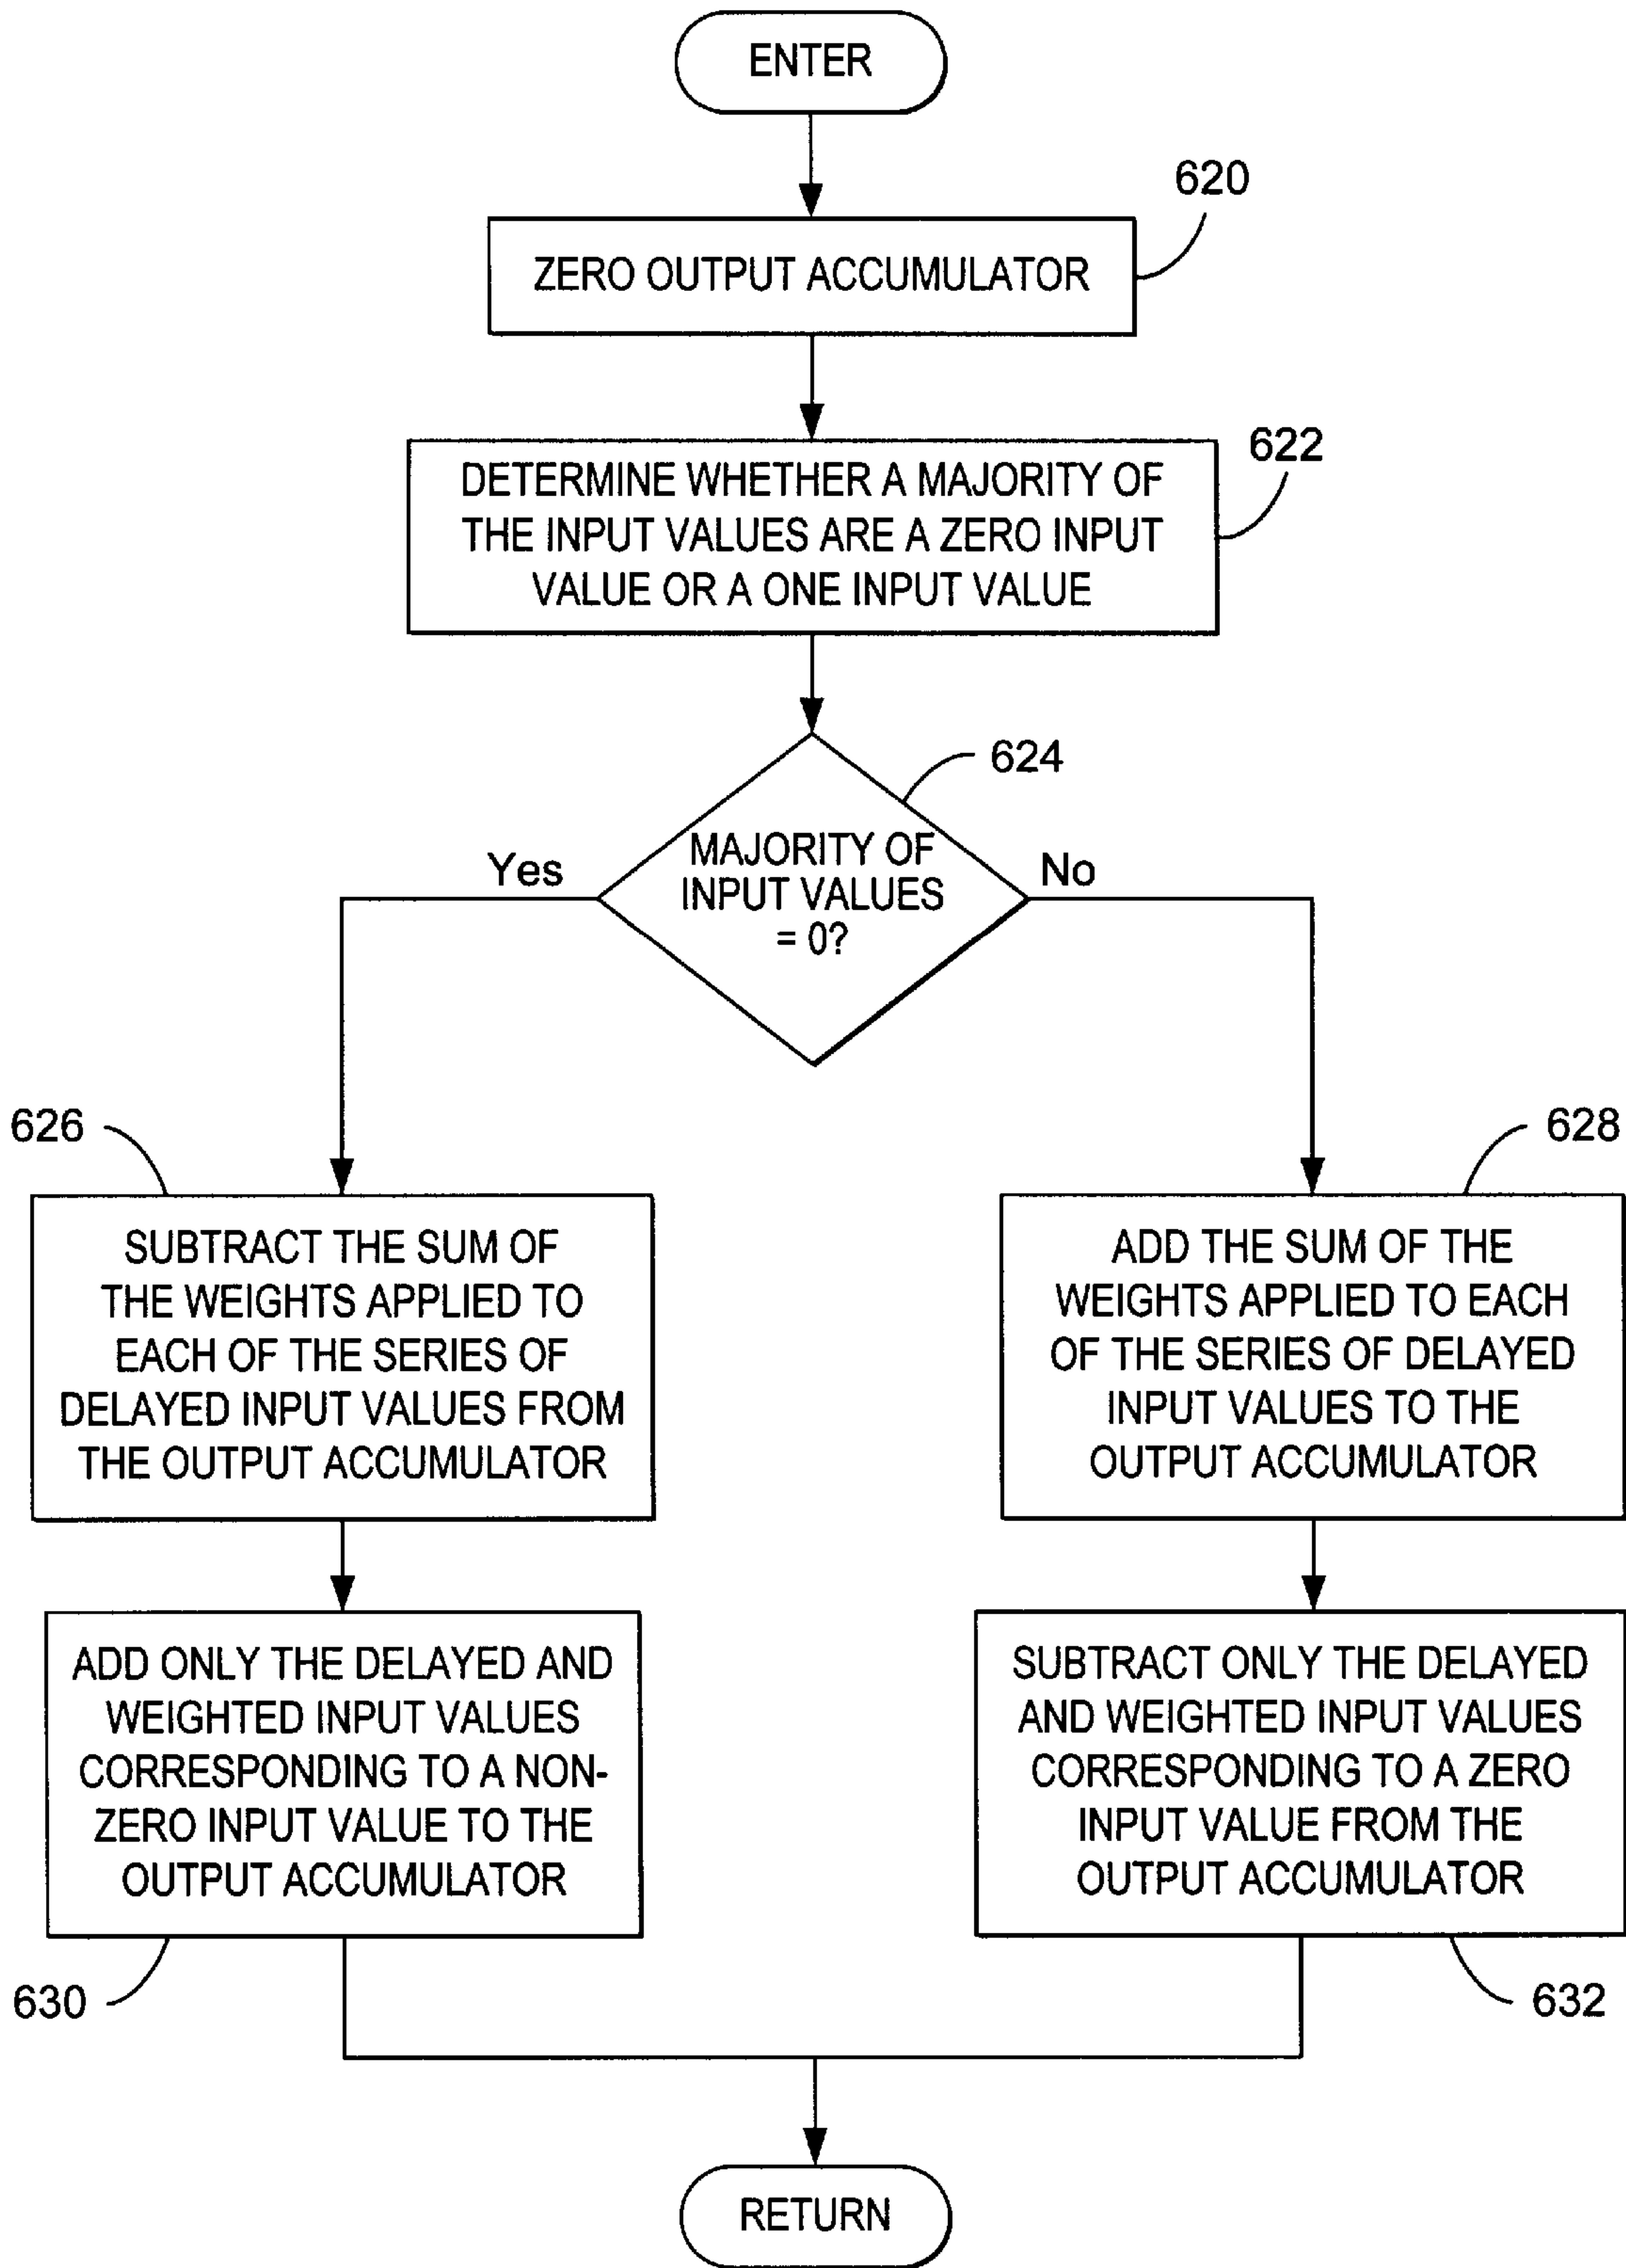 ENTER
620
ZERO OUTPUT ACCUMULATOR
622
DETERMINE WHETHER A MAJORITY OF
THE INPUT VALUES ARE A ZERO INPUT
VALUE OR A ONE INPUT VALUE
624
MAJORITY OF
INPUT VALUES
= 0?
Yes
No
626
SUBTRACT THE SUM OF
THE WEIGHTS APPLIED TO
EACH OF THE SERIES OF
DELAYED INPUT VALUES FROM
THE OUTPUT ACCUMULATOR
628
ADD THE SUM OF THE
WEIGHTS APPLIED TO EACH
OF THE SERIES OF DELAYED
INPUT VALUES TO THE
OUTPUT ACCUMULATOR
ADD ONLY THE DELAYED AND
WEIGHTED INPUT VALUES
CORRESPONDING TO A NON-
ZERO INPUT VALUE TO THE
OUTPUT ACCUMULATOR
630
SUBTRACT ONLY THE DELAYED
AND WEIGHTED INPUT VALUES
CORRESPONDING TO A ZERO
INPUT VALUE FROM THE
OUTPUT ACCUMULATOR
632
RETURN